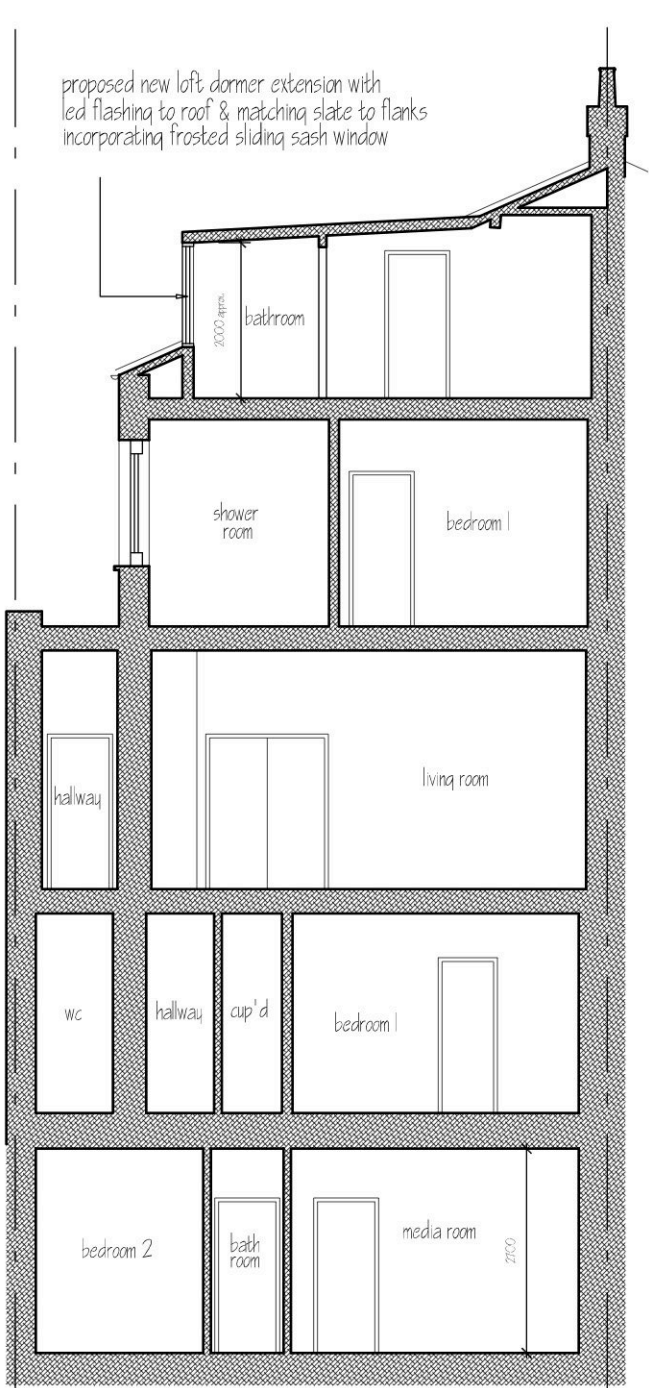 proposed new loft dormer extension with
led flashing to roof & matching slate to flanks
incorporating frosted sliding sash window
2000 aprx.
bathroom
shower
room
bedroom 1
hallway
living room
wc
hallway
cup'd
bedroom 1
bedroom 2
bath
room
media room
2700